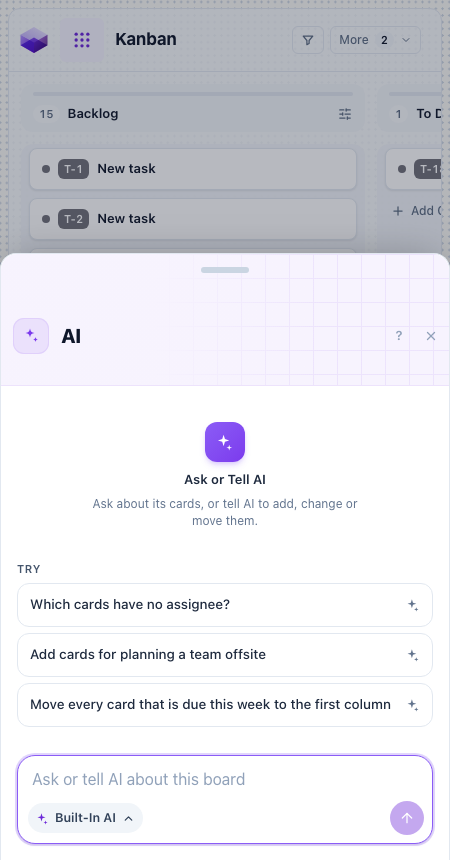 Kanban
More 2
15 Backlog
1 To D
T-1 New task
T-2 New task
Add
AI
?
Ask or Tell AI
Ask about its cards, or tell AI to add, change or
move them.
TRY
Which cards have no assignee?
Add cards for planning a team offsite
Move every card that is due this week to the first column
Ask or tell AI about this board
Built-In AI